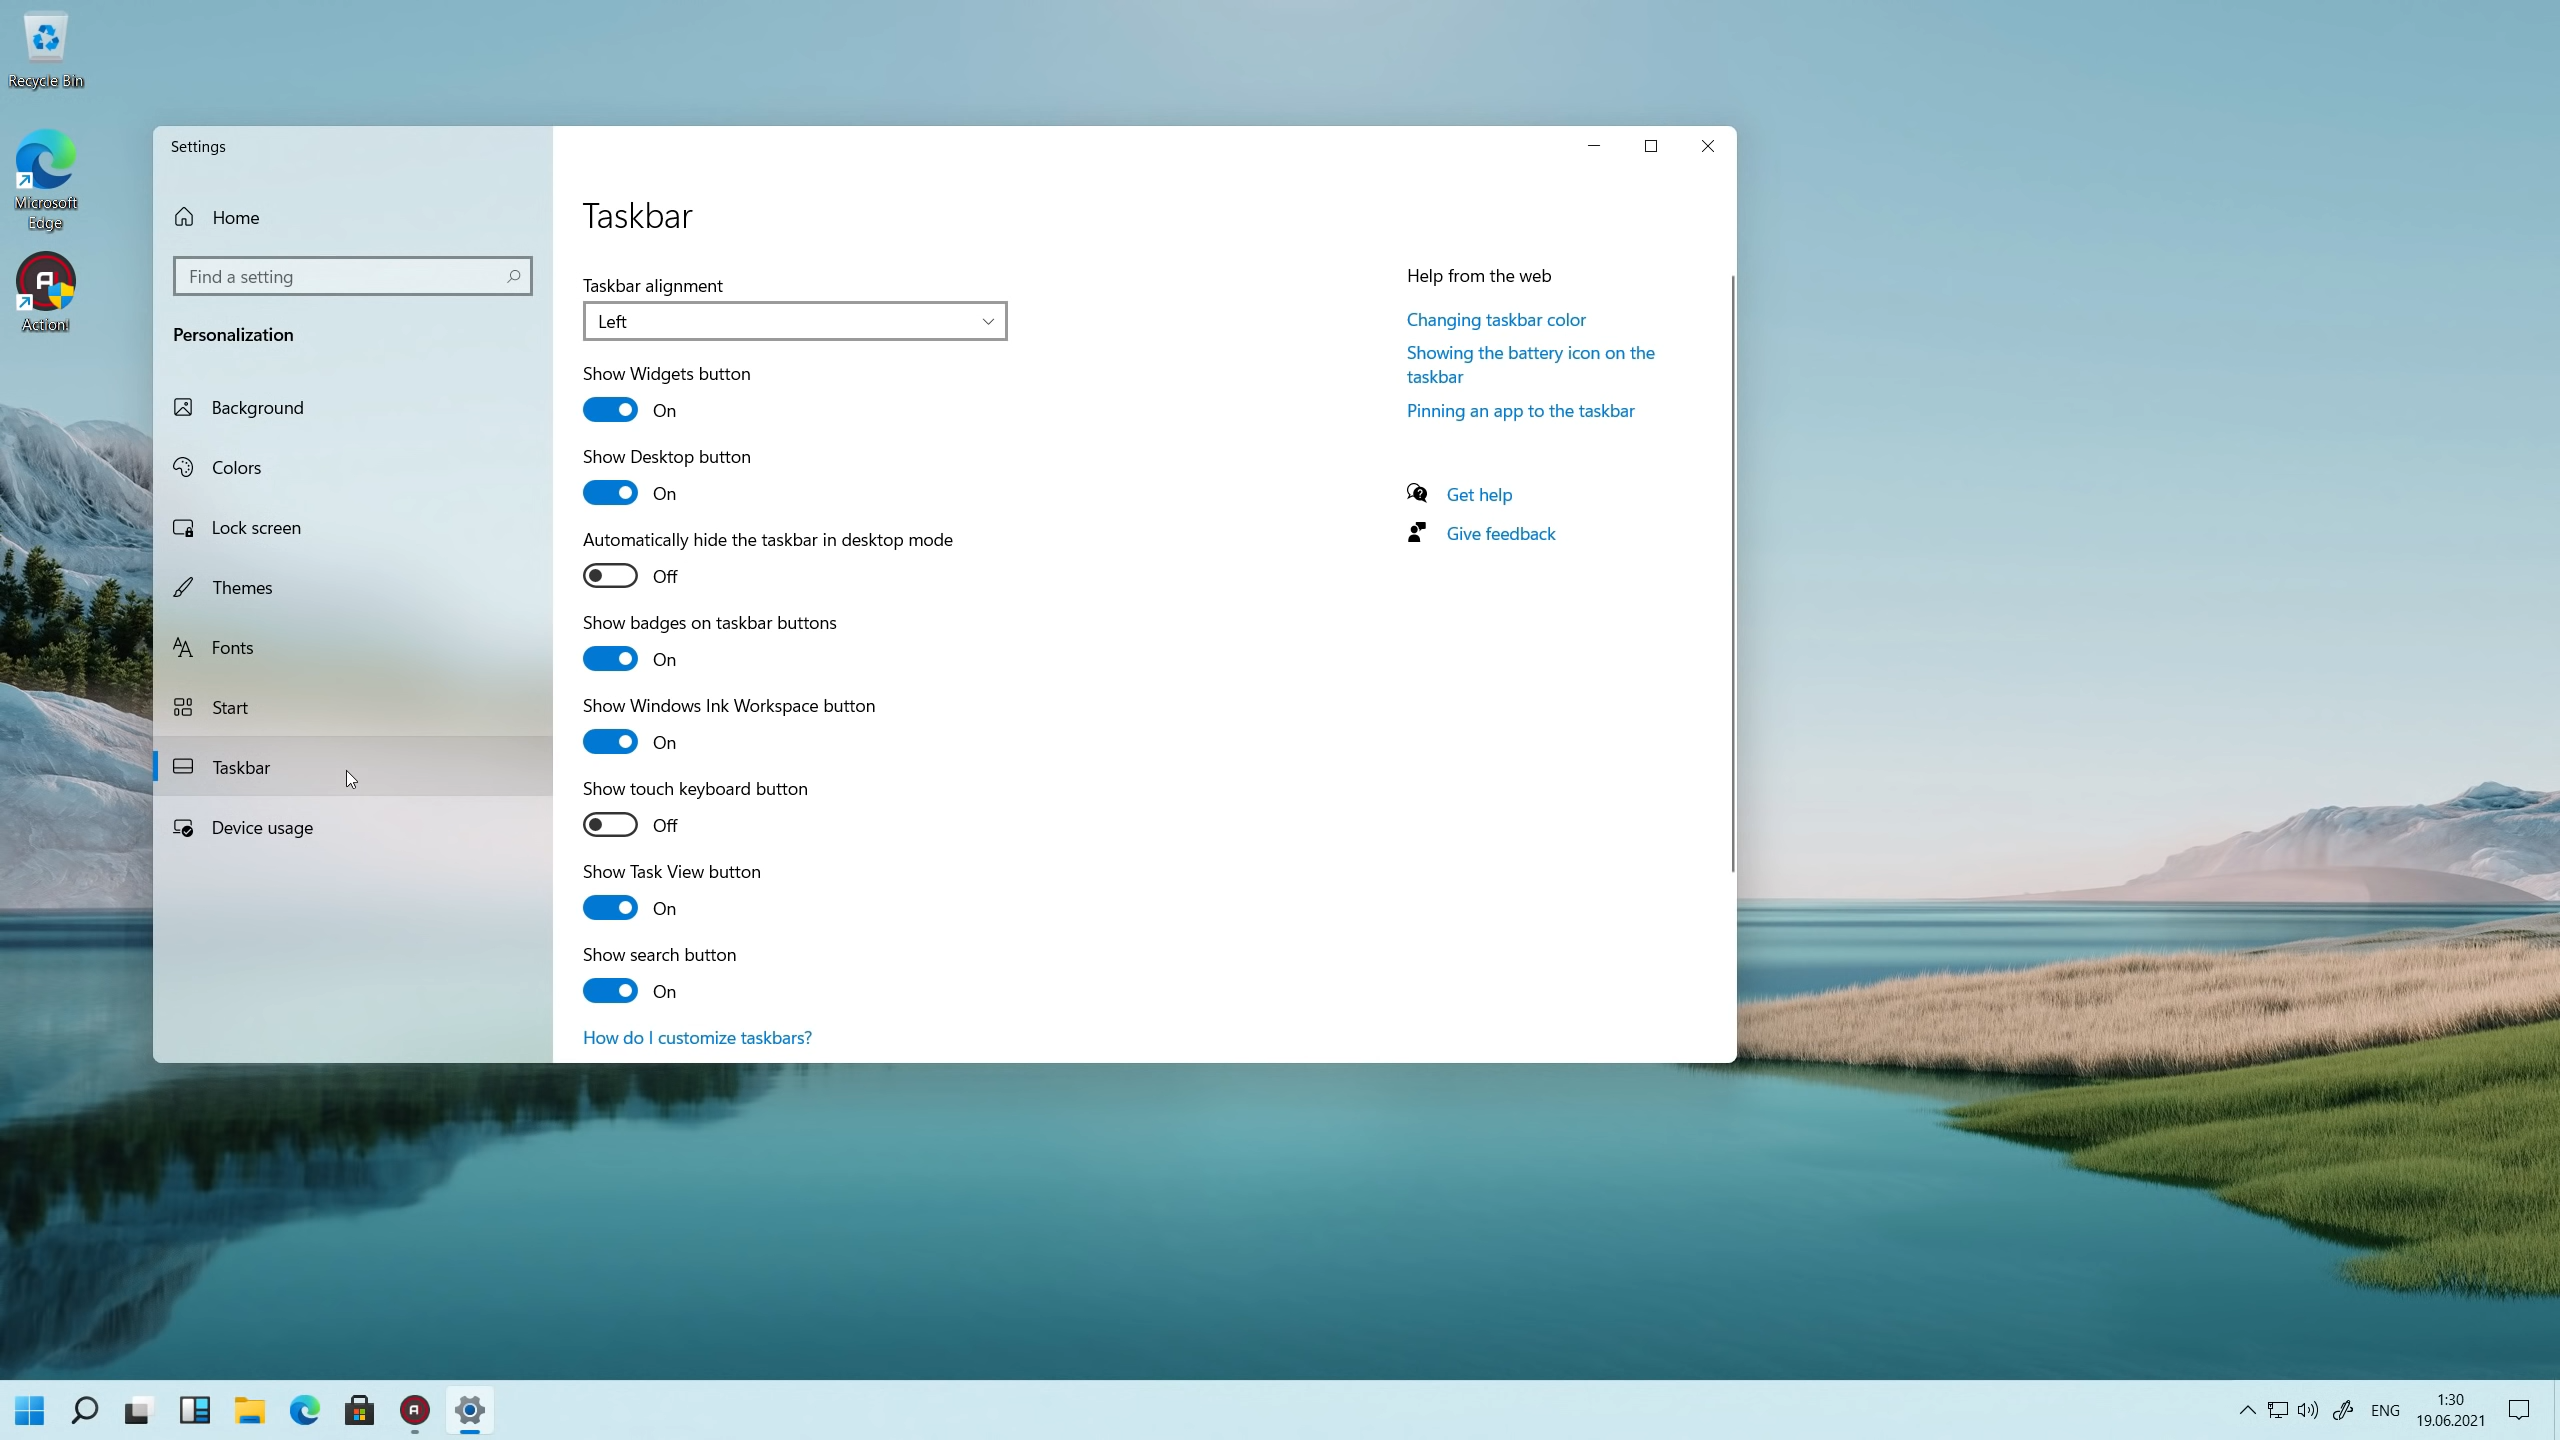 Recycle Bin
Microsoft
Edge
Action!
Settings
Home
Find a setting
Personalization
Background
Colors
Lock screen
Themes
Fonts
Start
Taskbar
Device usage
Taskbar
Taskbar alignment
Left
Show Widgets button
On
Show Desktop button
On
Automatically hide the taskbar in desktop mode
Off
Show badges on taskbar buttons
On
Show Windows Ink Workspace button
On
Show touch keyboard button
Off
Show Task View button
On
Show search button
On
How do I customize taskbars?
Help from the web
Changing taskbar color
Showing the battery icon on the
taskbar
Pinning an app to the taskbar
Get help
Give feedback
ENG
1:30
19.06.2021